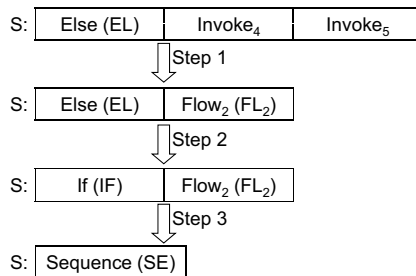 S: Else (EL) Invoke₄ Invoke₅
Step 1
S: Else (EL) Flow₂ (FL₂)
Step 2
S: If (IF) Flow₂ (FL₂)
Step 3
S: Sequence (SE)